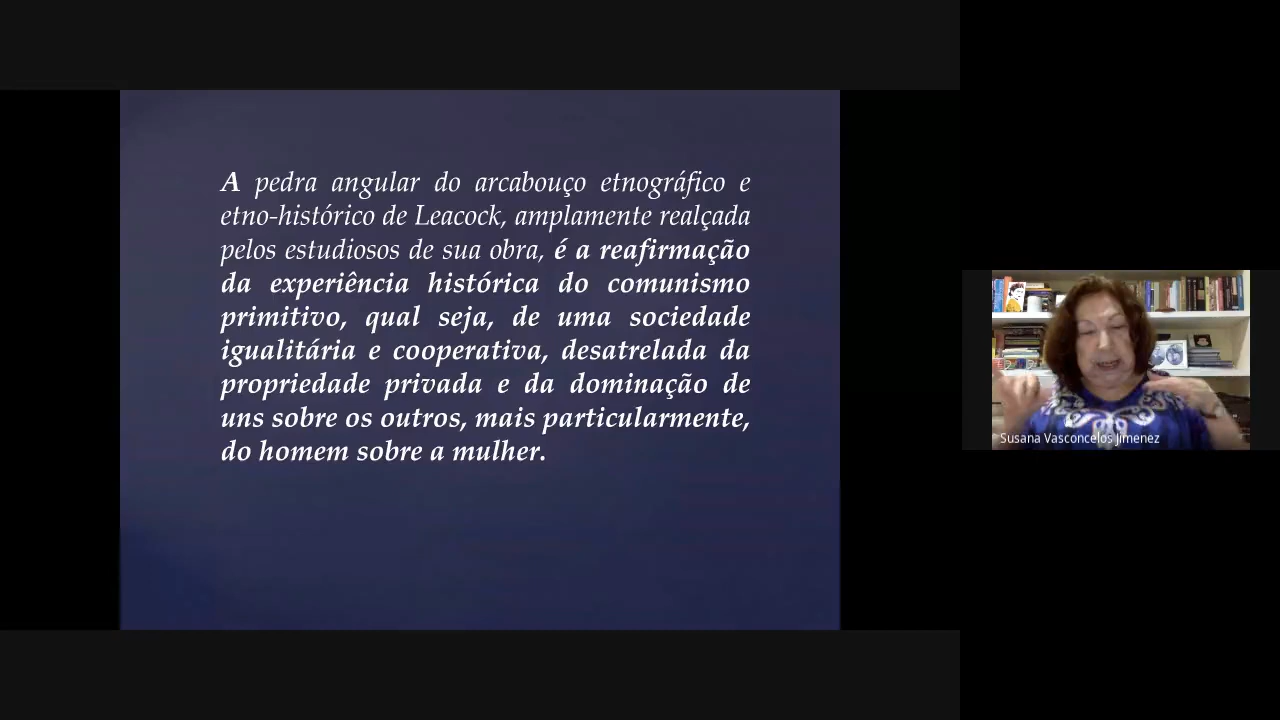 A pedra angular do arcabouço etnográfico e
etno-histórico de Leacock, amplamente realçada
pelos estudiosos de sua obra, é a reafirmação
da experiência histórica do comunismo
primitivo, qual seja, de uma sociedade
igualitária e cooperativa, desatrelada da
propriedade privada e da dominação de
uns sobre os outros, mais particularmente,
do homem sobre a mulher.
Susana Vasconcelos Jimenez